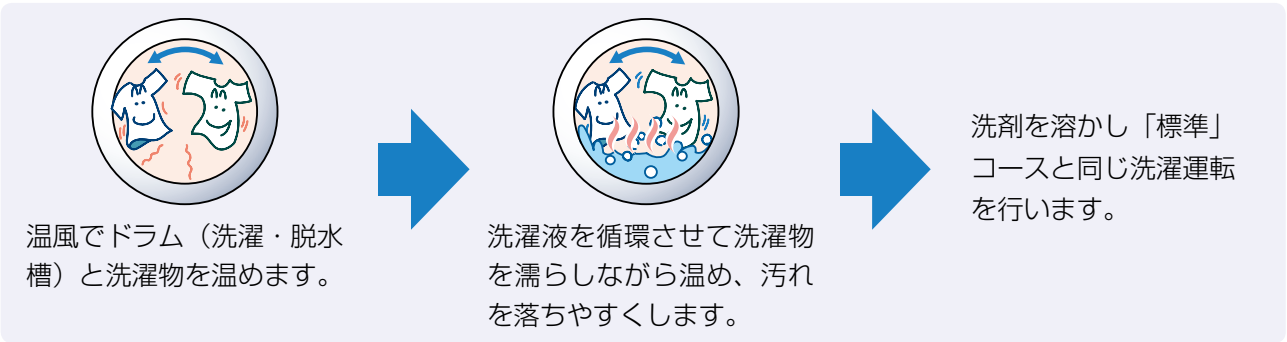 温風でドラム（洗濯・脱水
槽）と洗濯物を温めます。
洗濯液を循環させて洗濯物
を濡らしながら温め、汚れ
を落ちやすくします。
洗剤を溶かし「標準」
コースと同じ洗濯運転
を行います。